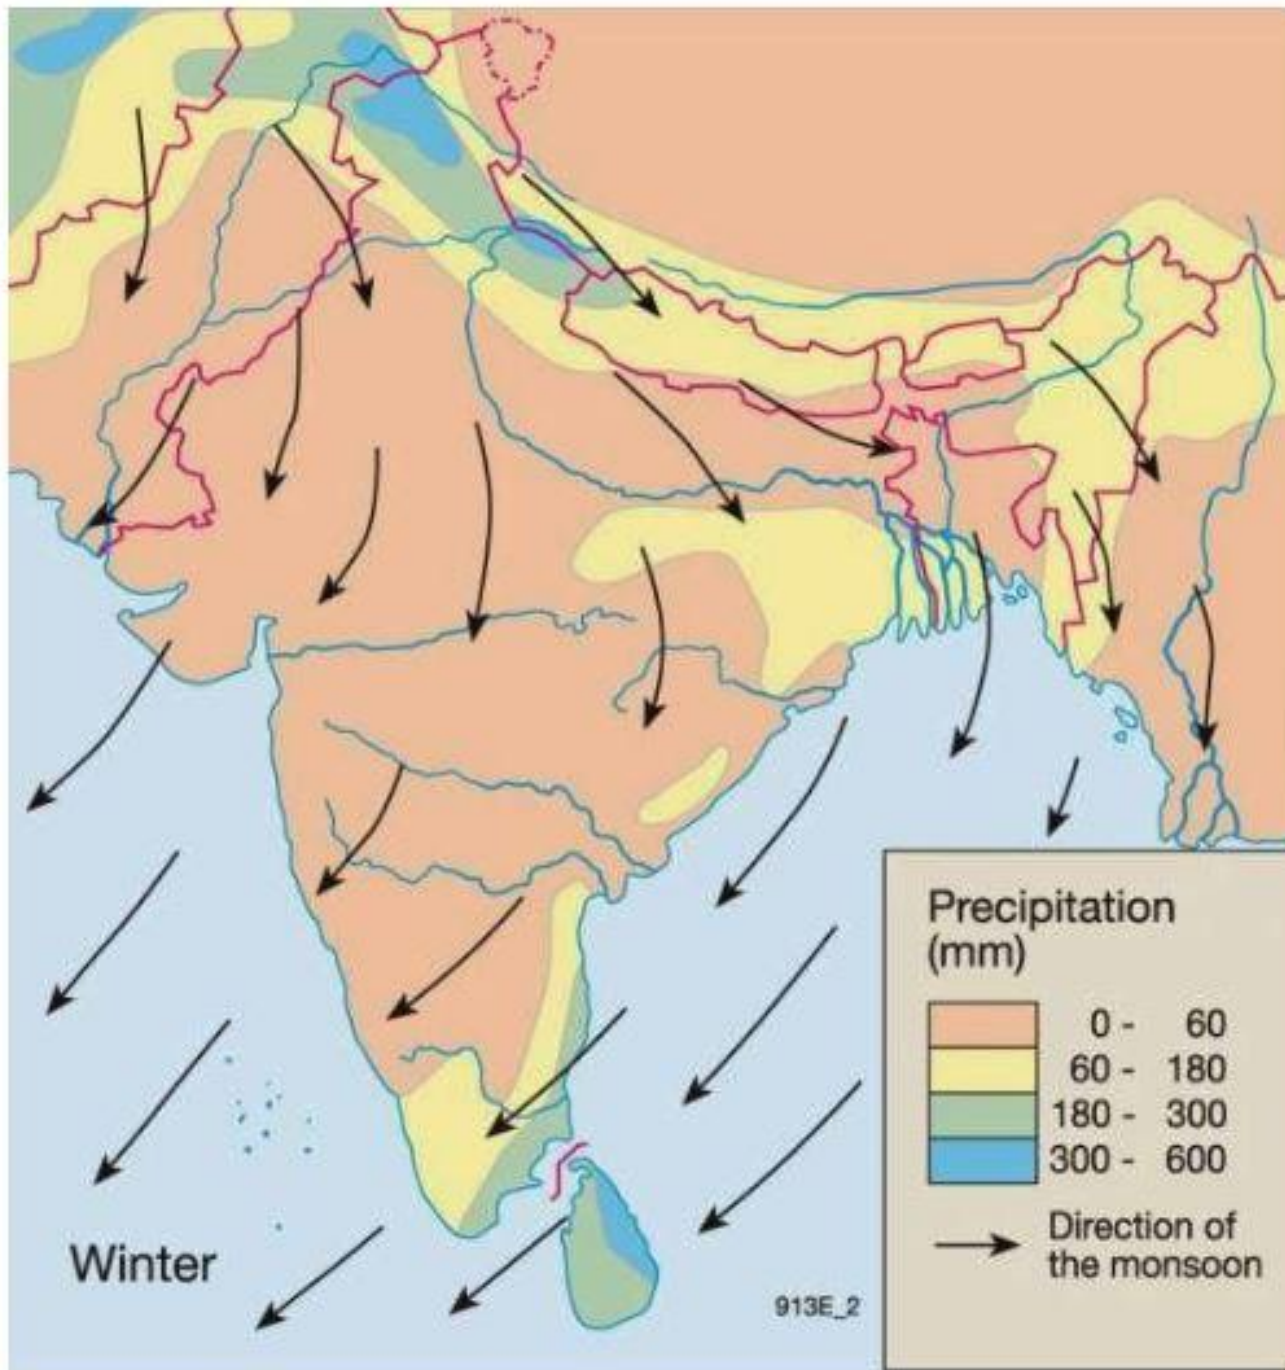 Winter
913E_2
Precipitation
(mm)
0 - 60
60 - 180
180 - 300
300 - 600
Direction of
the monsoon